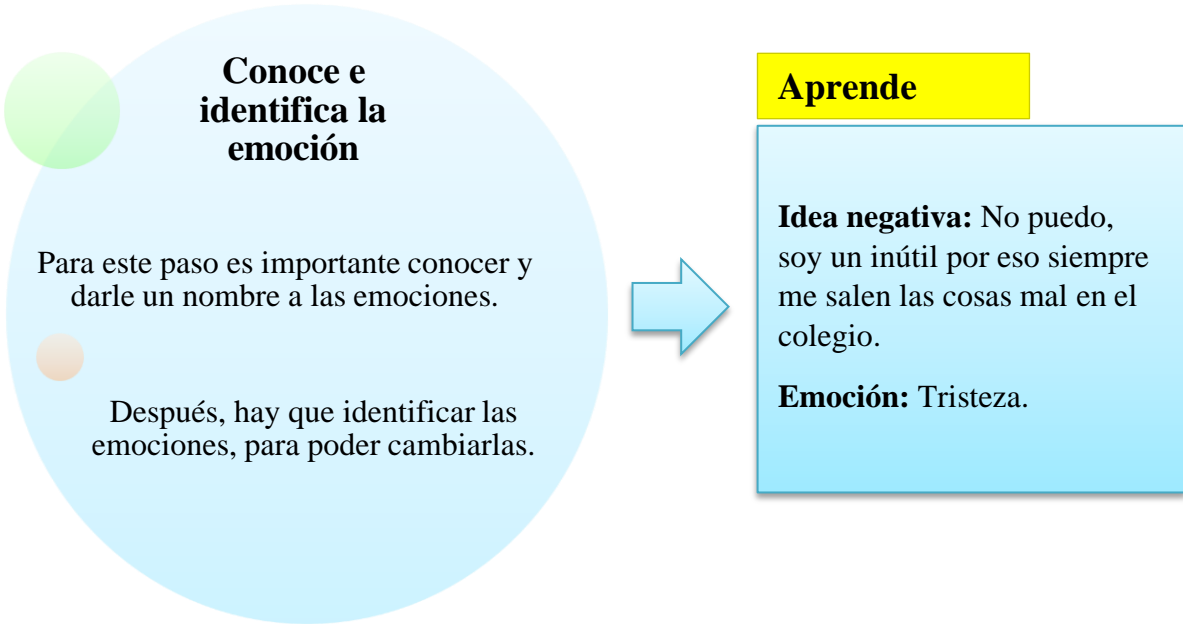 Conoce e
identifica la
emoción
Para este paso es importante conocer y
darle un nombre a las emociones.
Después, hay que identificar las
emociones, para poder cambiarlas.
Aprende
Idea negativa: No puedo,
soy un inútil por eso siempre
me salen las cosas mal en el
colegio.
Emoción: Tristeza.